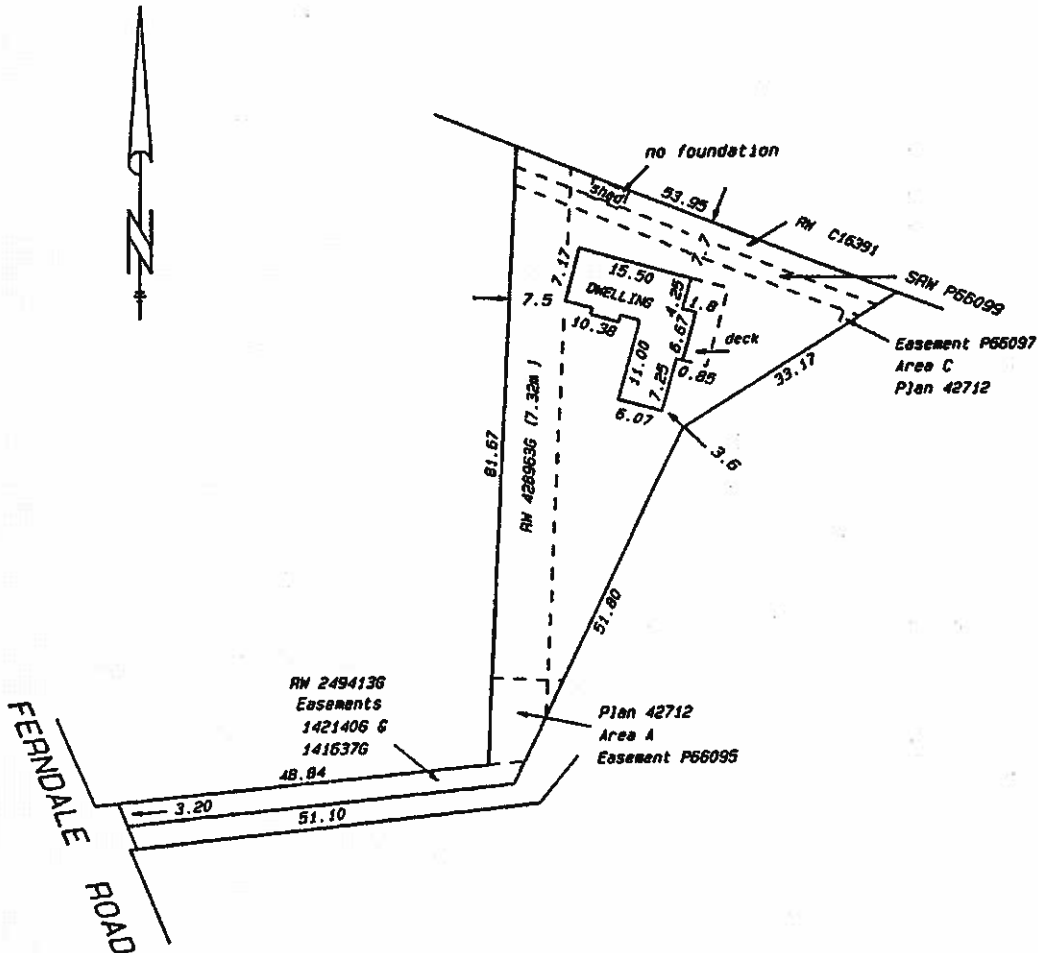 N
no foundation
shed
53.95
RW C16391
7.7
SRW P66099
15.50
7.17
DWELLING
4.25
1.8
7.5
10.38
6.67
deck
Easement P66097
Area C
Plan 42712
11.00
7.25
0.85
33.17
6.07
3.6
81.67
RW 428963G (7.32m)
51.80
RW 249413G
Easements
142140G &
141637G
Plan 42712
Area A
Easement P66095
48.84
3.20
51.10
FERNDALE ROAD